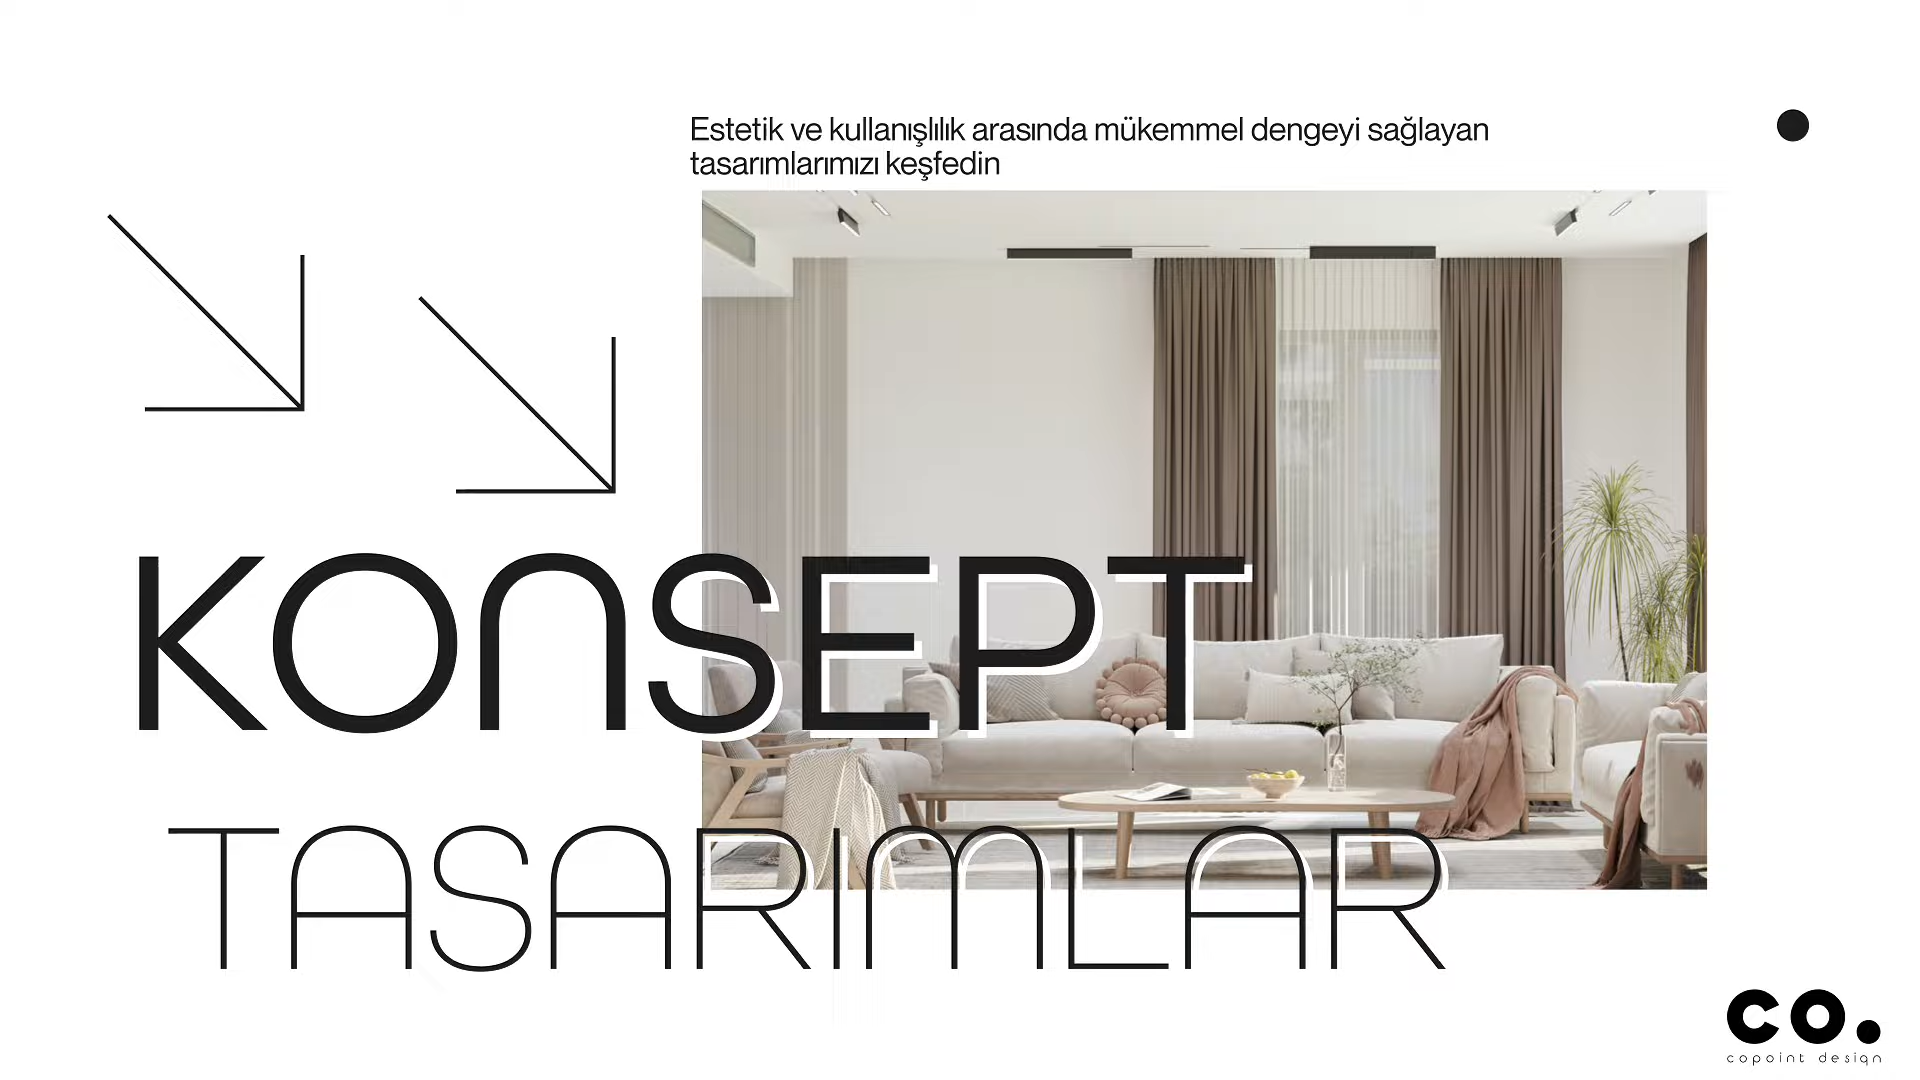 Estetik ve kullanışlılık arasında mükemmel dengeyi sağlayan
tasarımlarımızı keşfedin
KONSEPT
TASARIMLAR
co.
copoint design